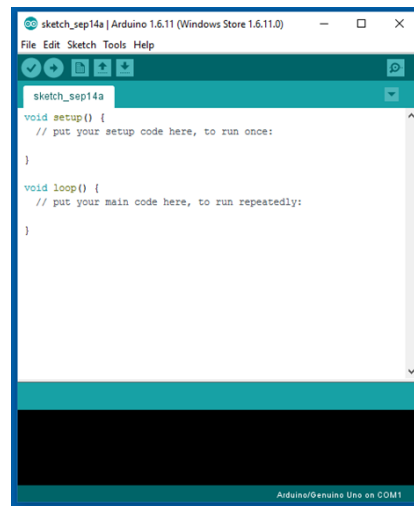 sketch_sep14a | Arduino 1.6.11 (Windows Store 1.6.11.0)
File Edit Sketch Tools Help
sketch_sep14a
void setup() {
  // put your setup code here, to run once:
}
void loop() {
  // put your main code here, to run repeatedly:
}
Arduino/Genuino Uno on COM1